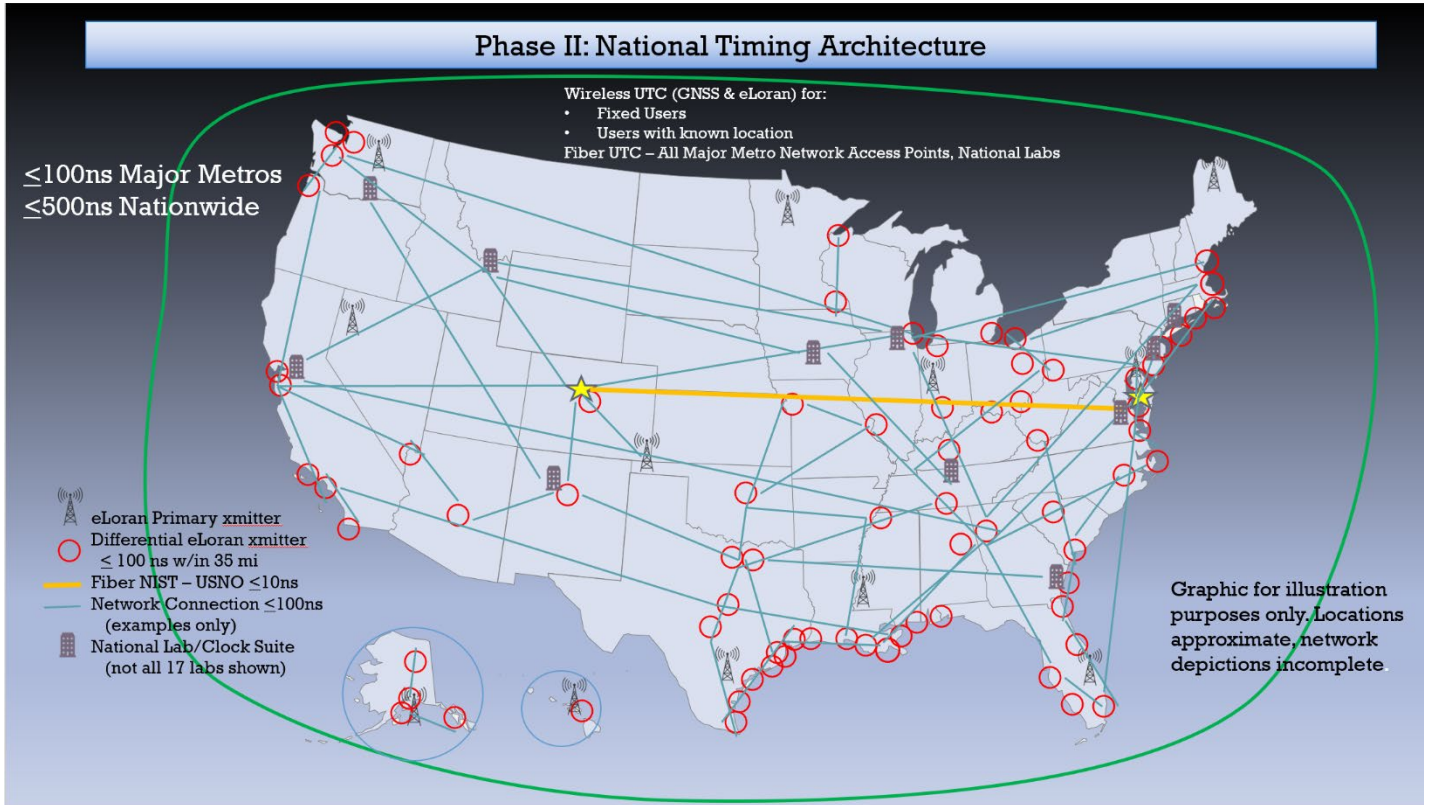 Phase II: National Timing Architecture
Wireless UTC (GNSS & eLoran) for:
• Fixed Users
• Users with known location
Fiber UTC – All Major Metro Network Access Points, National Labs
≤100ns Major Metros
≤500ns Nationwide
eLoran Primary xmitter
Differential eLoran xmitter
≤ 100 ns w/in 35 mi
Fiber NIST – USNO ≤10ns
Network Connection ≤100ns
(examples only)
National Lab/Clock Suite
(not all 17 labs shown)
Graphic for illustration
purposes only. Locations
approximate, network
depictions incomplete.